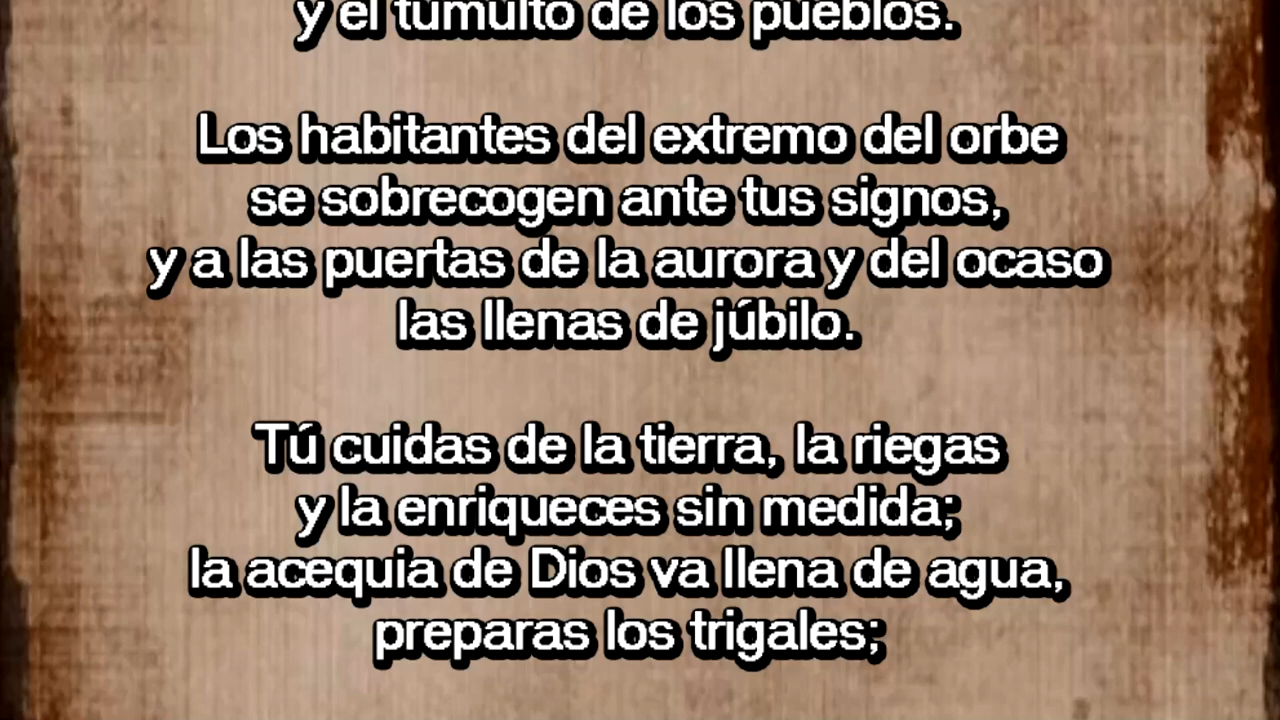 y el tumulto de los pueblos.
Los habitantes del extremo del orbe
se sobrecogen ante tus signos,
y a las puertas de la aurora y del ocaso
las llenas de júbilo.
Tú cuidas de la tierra, la riegas
y la enriqueces sin medida;
la acequia de Dios va llena de agua,
preparas los trigales;